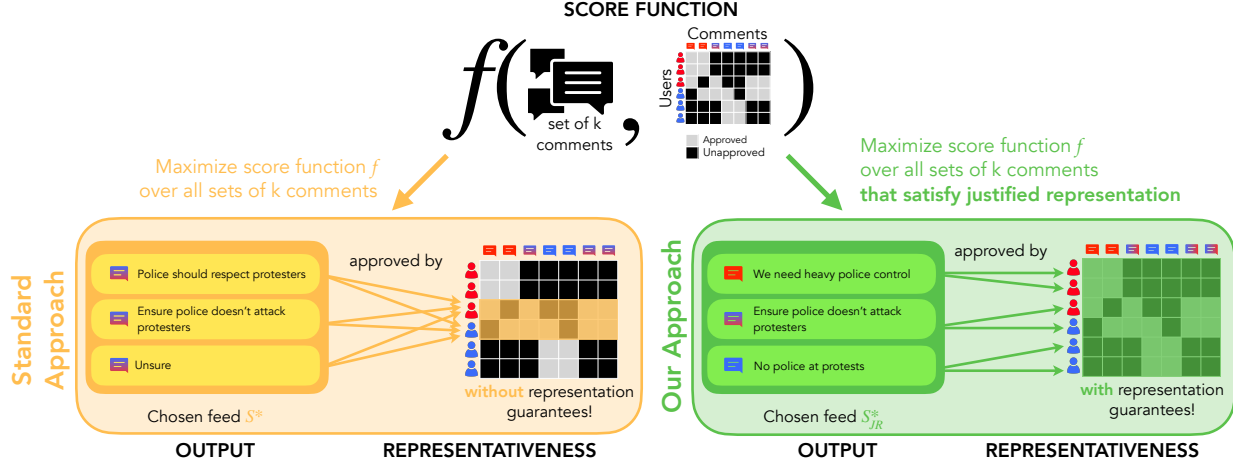 SCORE FUNCTION
f(
set of k
comments
,
Comments
Users
Approved
Unapproved
)
Maximize score function f
over all sets of k comments
Maximize score function f
over all sets of k comments
that satisfy justified representation
Standard
Approach
Police should respect protesters
Ensure police doesn't attack
protesters
Unsure
approved by
without representation
guarantees!
Chosen feed S*
OUTPUT
REPRESENTATIVENESS
Our Approach
We need heavy police control
Ensure police doesn't attack
protesters
No police at protests
approved by
with representation
guarantees!
Chosen feed S*JR
OUTPUT
REPRESENTATIVENESS